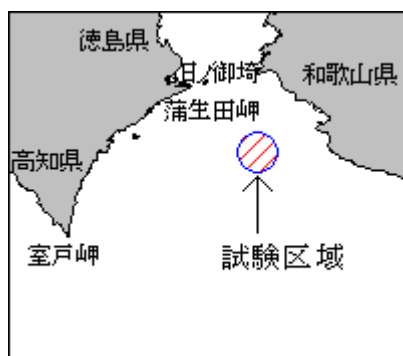 徳島県
日ノ御埼
和歌山県
蒲生田岬
高知県
室戸岬
試験区域